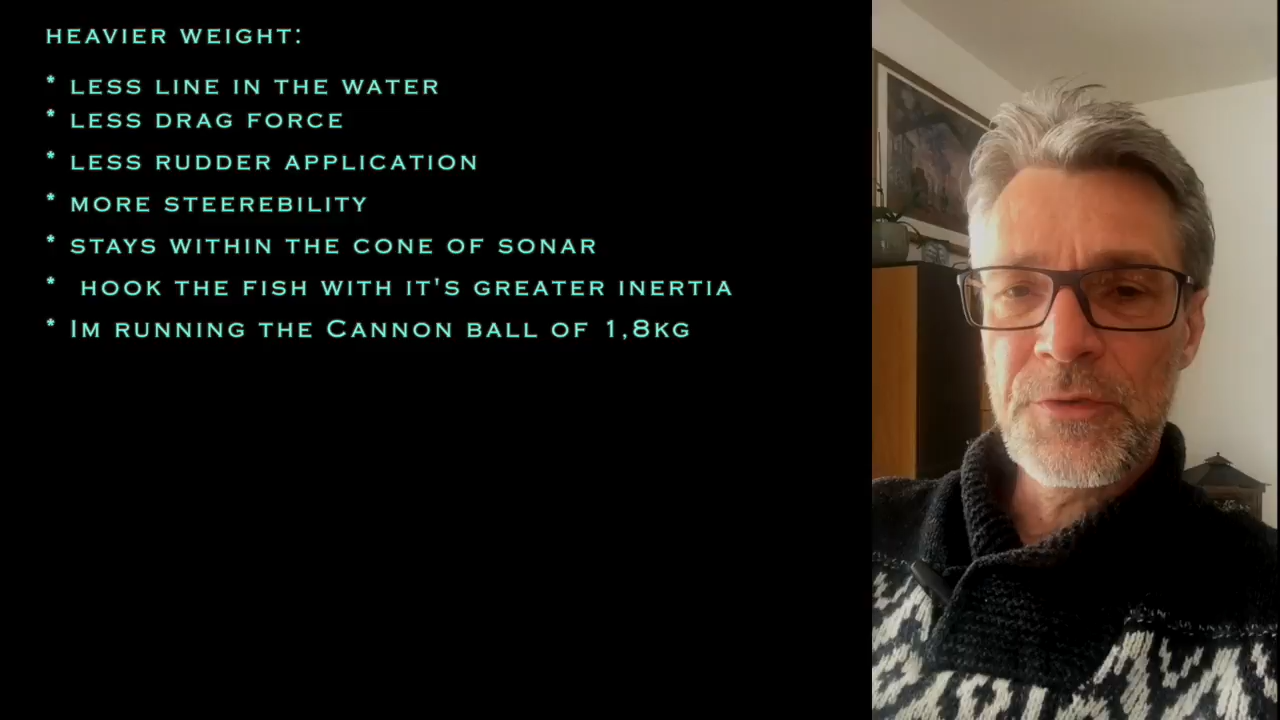 HEAVIER WEIGHT:
* LESS LINE IN THE WATER
* LESS DRAG FORCE
* LESS RUDDER APPLICATION
* MORE STEEREBILITY
* STAYS WITHIN THE CONE OF SONAR
* HOOK THE FISH WITH IT'S GREATER INERTIA
* IM RUNNING THE CANNON BALL OF 1,8KG